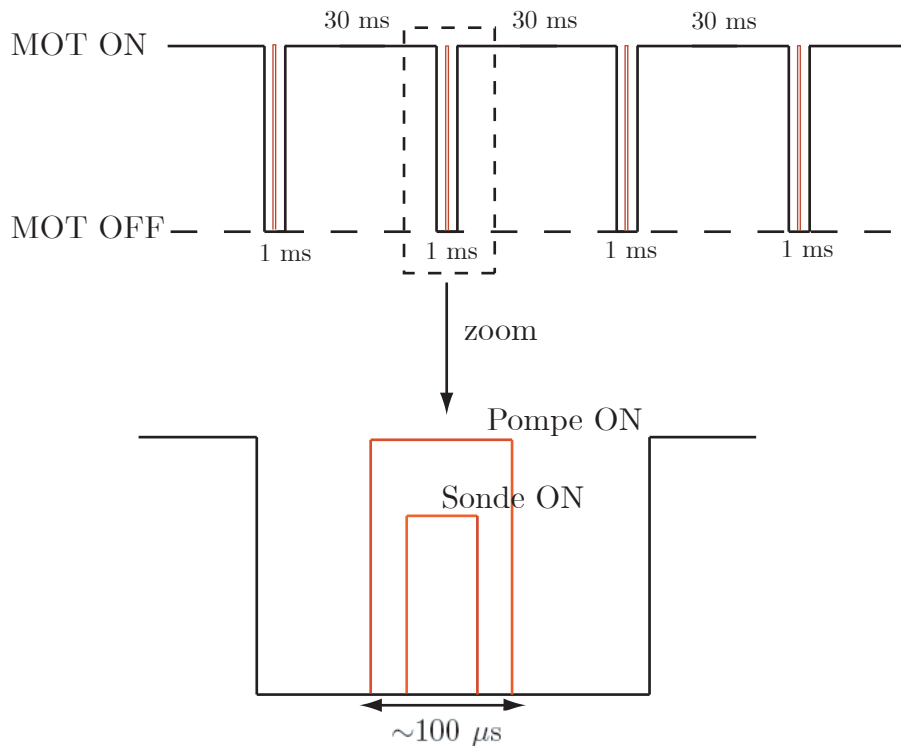 30 ms
30 ms
30 ms
MOT ON
MOT OFF
1 ms
1 ms
1 ms
1 ms
zoom
Pompe ON
Sonde ON
~100 μs